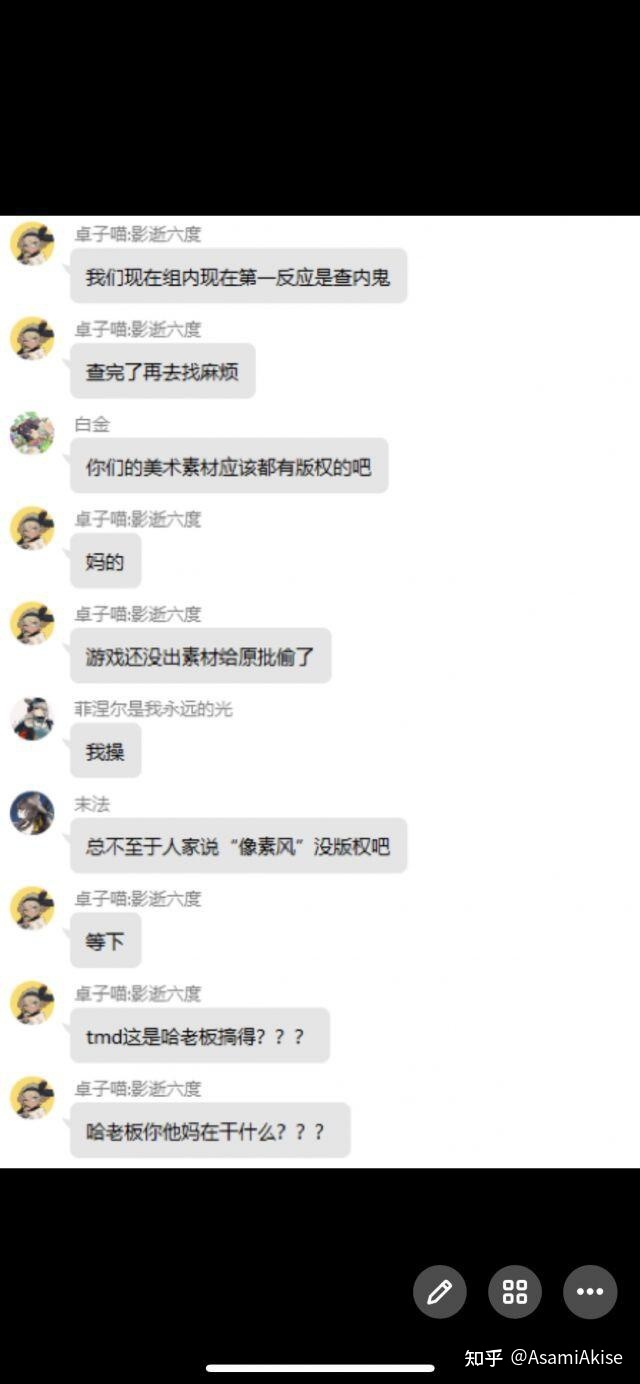 卓子喵:影逝六度
我们现在组内现在第一反应是查内鬼
卓子喵:影逝六度
查完了再去找麻烦
白金
你们的美术素材应该都有版权的吧
卓子喵:影逝六度
妈的
卓子喵:影逝六度
游戏还没出素材给原批偷了
菲涅尔是我永远的光
我操
末法
总不至于人家说“像素风”没版权吧
卓子喵:影逝六度
等下
卓子喵:影逝六度
tmd这是哈老板搞得？？？
卓子喵:影逝六度
哈老板你他妈在干什么？？？
知乎 @AsamiAkise